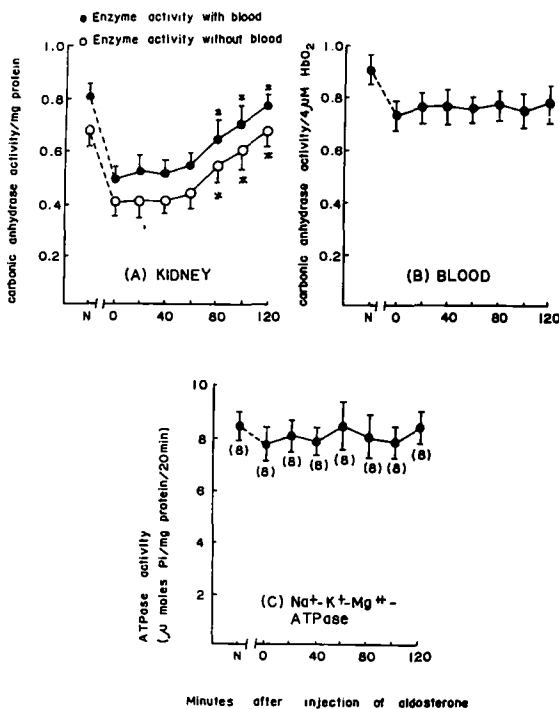 ● Enzyme activity with blood
○ Enzyme activity without blood
carbonic anhydrase activity/mg protein
1.0
0.8
0.6
0.4
0.2
* * *
* * *
(A) KIDNEY
N 0 40 80 120
carbonic anhydrase activity/4μM HbO2
1.0
0.8
0.6
0.4
0.2
(B) BLOOD
N 0 40 80 120
ATPase activity
(μ moles Pi/mg protein/20min)
10
8
6
4
2
(8) (8) (8) (8) (8) (8) (8) (8)
(C) Na+-K+-Mg++-
ATPase
N 0 40 80 120
Minutes after injection of aldosterone